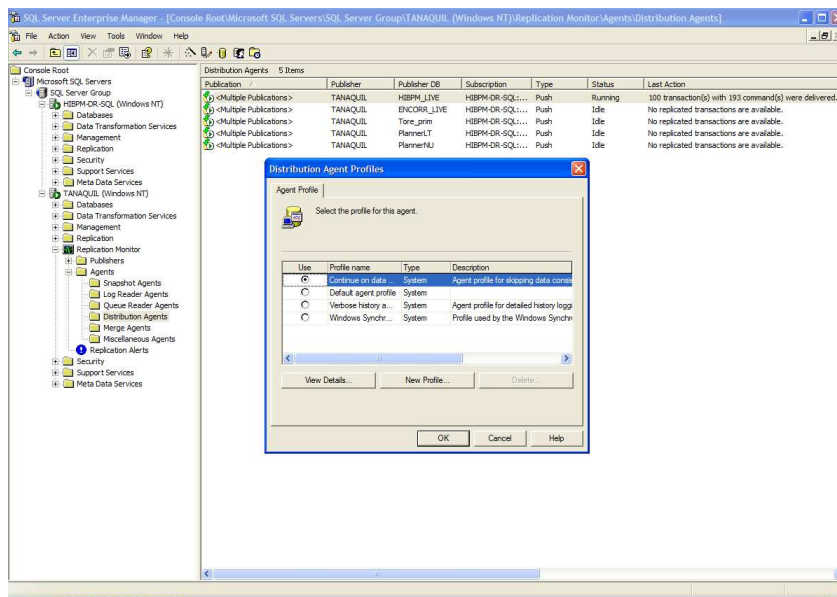 SQL Server Enterprise Manager - [Console Root\Microsoft SQL Servers\SQL Server Group\TANAQUIL (Windows NT)\Replication Monitor\Agents\Distribution Agents]
File Action View Tools Window Help
Console Root
Microsoft SQL Servers
SQL Server Group
HIBPM-DR-SQL (Windows NT)
Databases
Data Transformation Services
Management
Replication
Security
Support Services
Meta Data Services
TANAQUIL (Windows NT)
Databases
Data Transformation Services
Management
Replication
Replication Monitor
Publishers
Agents
Snapshot Agents
Log Reader Agents
Queue Reader Agents
Distribution Agents
Merge Agents
Miscellaneous Agents
Replication Alerts
Security
Support Services
Meta Data Services
Distribution Agents 5 Items
Publication / Publisher Publisher DB Subscription Type Status Last Action
<Multiple Publications> TANAQUIL HIBPM_LIVE HIBPM-DR-SQL:... Push Running 100 transaction(s) with 193 command(s) were delivered.
<Multiple Publications> TANAQUIL ENCORR_LIVE HIBPM-DR-SQL:... Push Idle No replicated transactions are available.
<Multiple Publications> TANAQUIL Tore_prim HIBPM-DR-SQL:... Push Idle No replicated transactions are available.
<Multiple Publications> TANAQUIL PlannerLT HIBPM-DR-SQL:... Push Idle No replicated transactions are available.
<Multiple Publications> TANAQUIL PlannerNU HIBPM-DR-SQL:... Push Idle No replicated transactions are available.
Distribution Agent Profiles
Agent Profile
Select the profile for this agent.
Use Profile name Type Description
Continue on data ... System Agent profile for skipping data consis
Default agent profile System
Verbose history a... System Agent profile for detailed history loggi
Windows Synchr... System Profile used by the Windows Synchr
View Details... New Profile... Delete...
OK Cancel Help